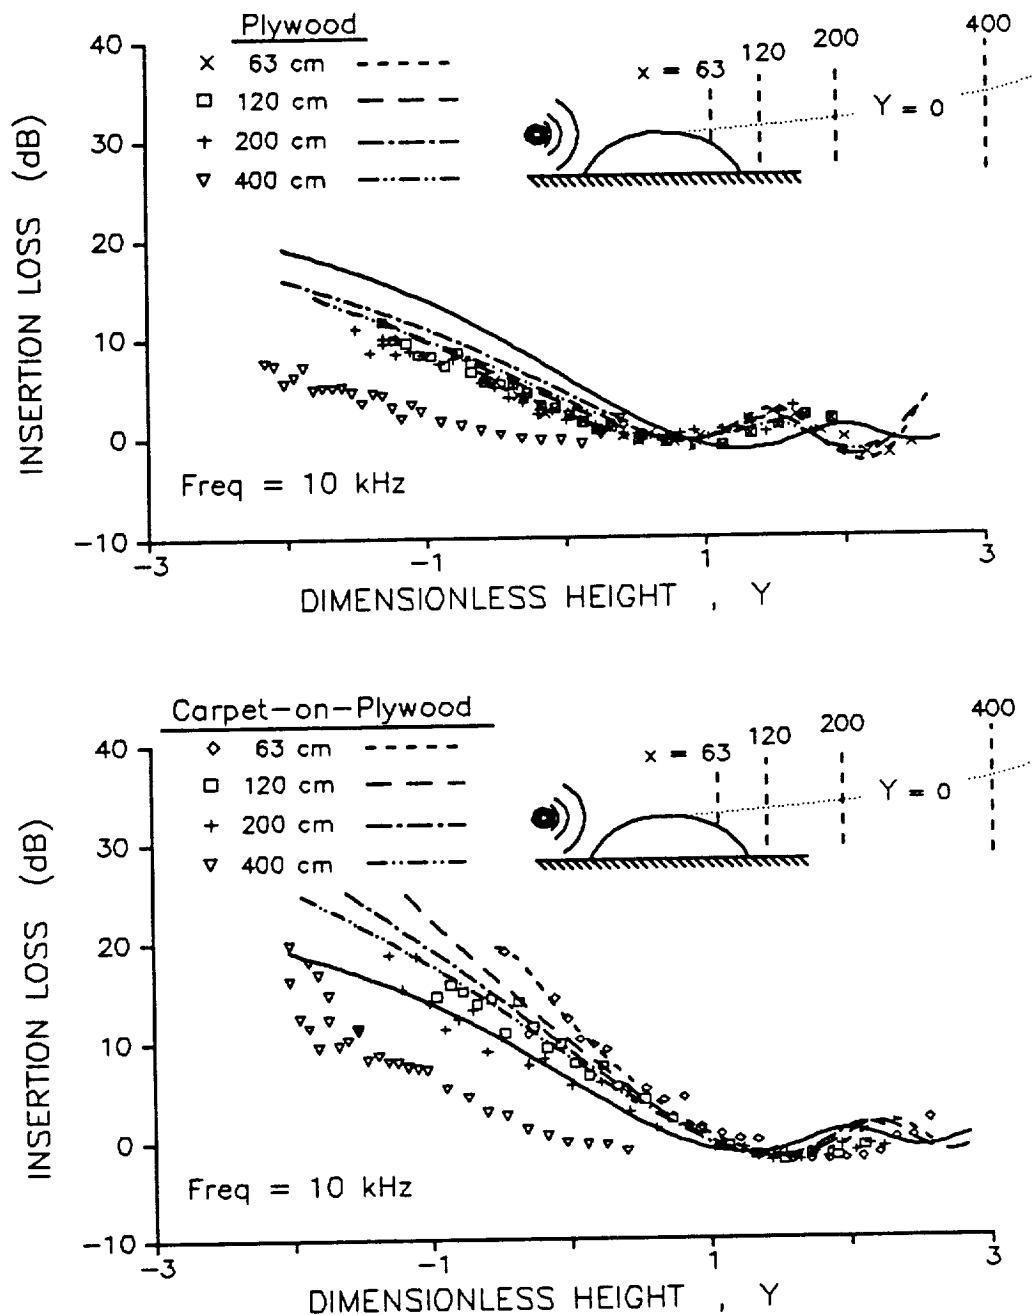 Plywood
× 63 cm
□ 120 cm
+ 200 cm
▽ 400 cm
x = 63
120
200
400
Y = 0
40
30
20
10
0
-10
INSERTION LOSS (dB)
Freq = 10 kHz
-3
-1
1
3
DIMENSIONLESS HEIGHT , Y
Carpet-on-Plywood
◇ 63 cm
□ 120 cm
+ 200 cm
▽ 400 cm
x = 63
120
200
400
Y = 0
40
30
20
10
0
-10
INSERTION LOSS (dB)
Freq = 10 kHz
-3
-1
1
3
DIMENSIONLESS HEIGHT , Y